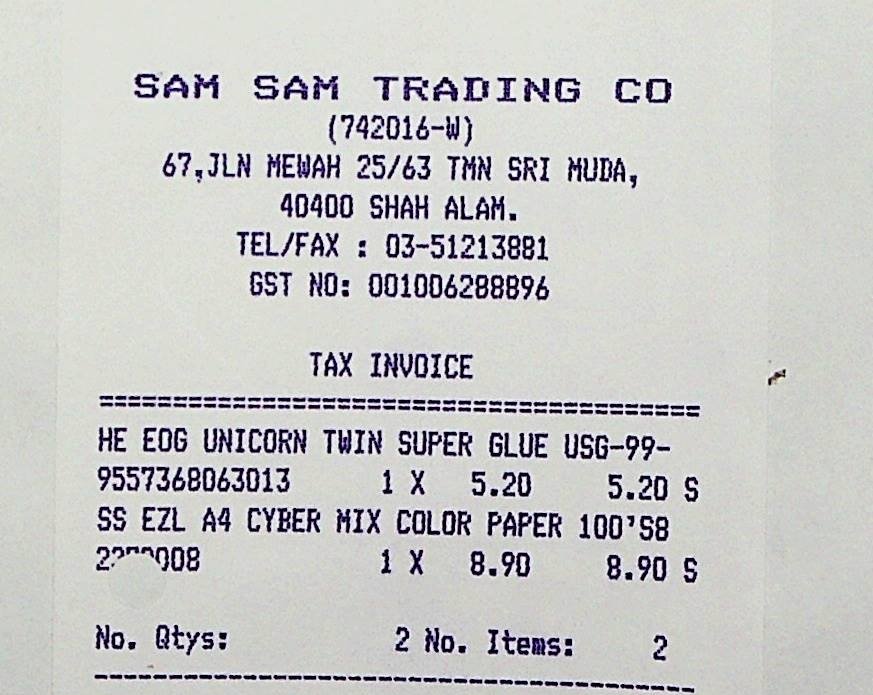 SAM SAM TRADING CO
(742016-W)
67,JLN MEWAH 25/63 TMN SRI MUDA,
40400 SHAH ALAM.
TEL/FAX : 03-51213881
GST NO: 001006288896
TAX INVOICE
========================================
HE EOG UNICORN TWIN SUPER GLUE USG-99-
9557368063013 1 X 5.20 5.20 S
SS EZL A4 CYBER MIX COLOR PAPER 100'S8
1 X 8.90 8.90 S
No. Qtys: 2 No. Items: 2
----------------------------------------